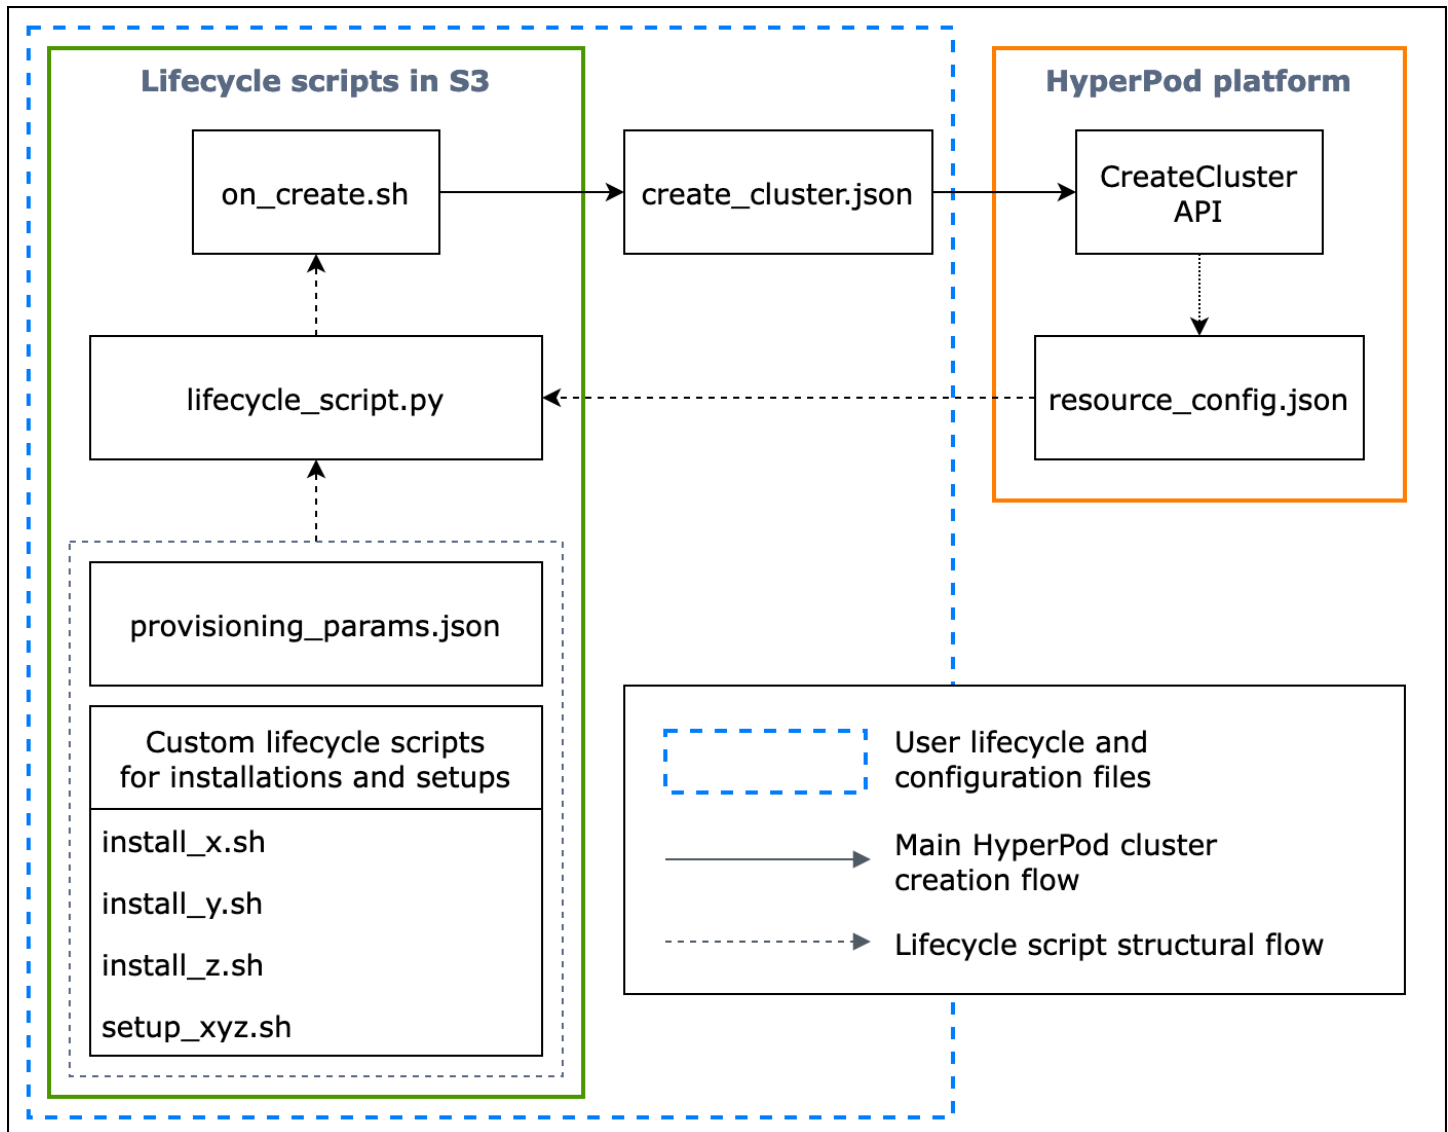 Lifecycle scripts in S3
HyperPod platform
on_create.sh
create_cluster.json
CreateCluster
API
lifecycle_script.py
resource_config.json
provisioning_params.json
Custom lifecycle scripts
for installations and setups
install_x.sh
install_y.sh
install_z.sh
setup_xyz.sh
User lifecycle and
configuration files
Main HyperPod cluster
creation flow
Lifecycle script structural flow